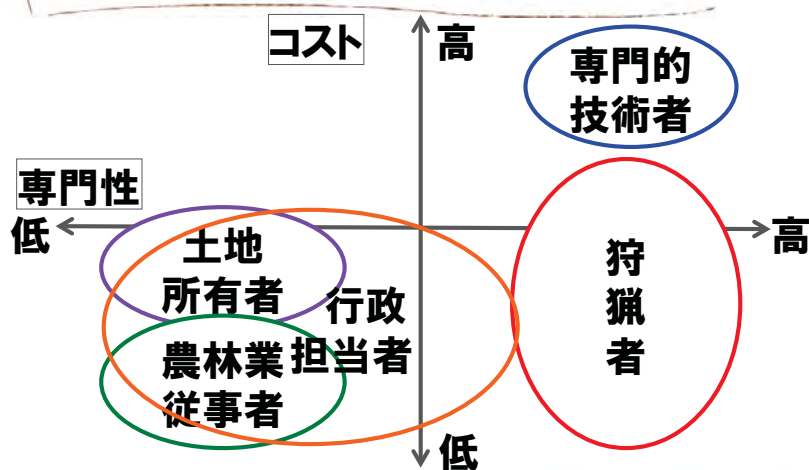 コスト
高
専門的
技術者
専門性
低
高
土地
所有者
行政
担当者
農林業
従事者
狩
猟
者
低